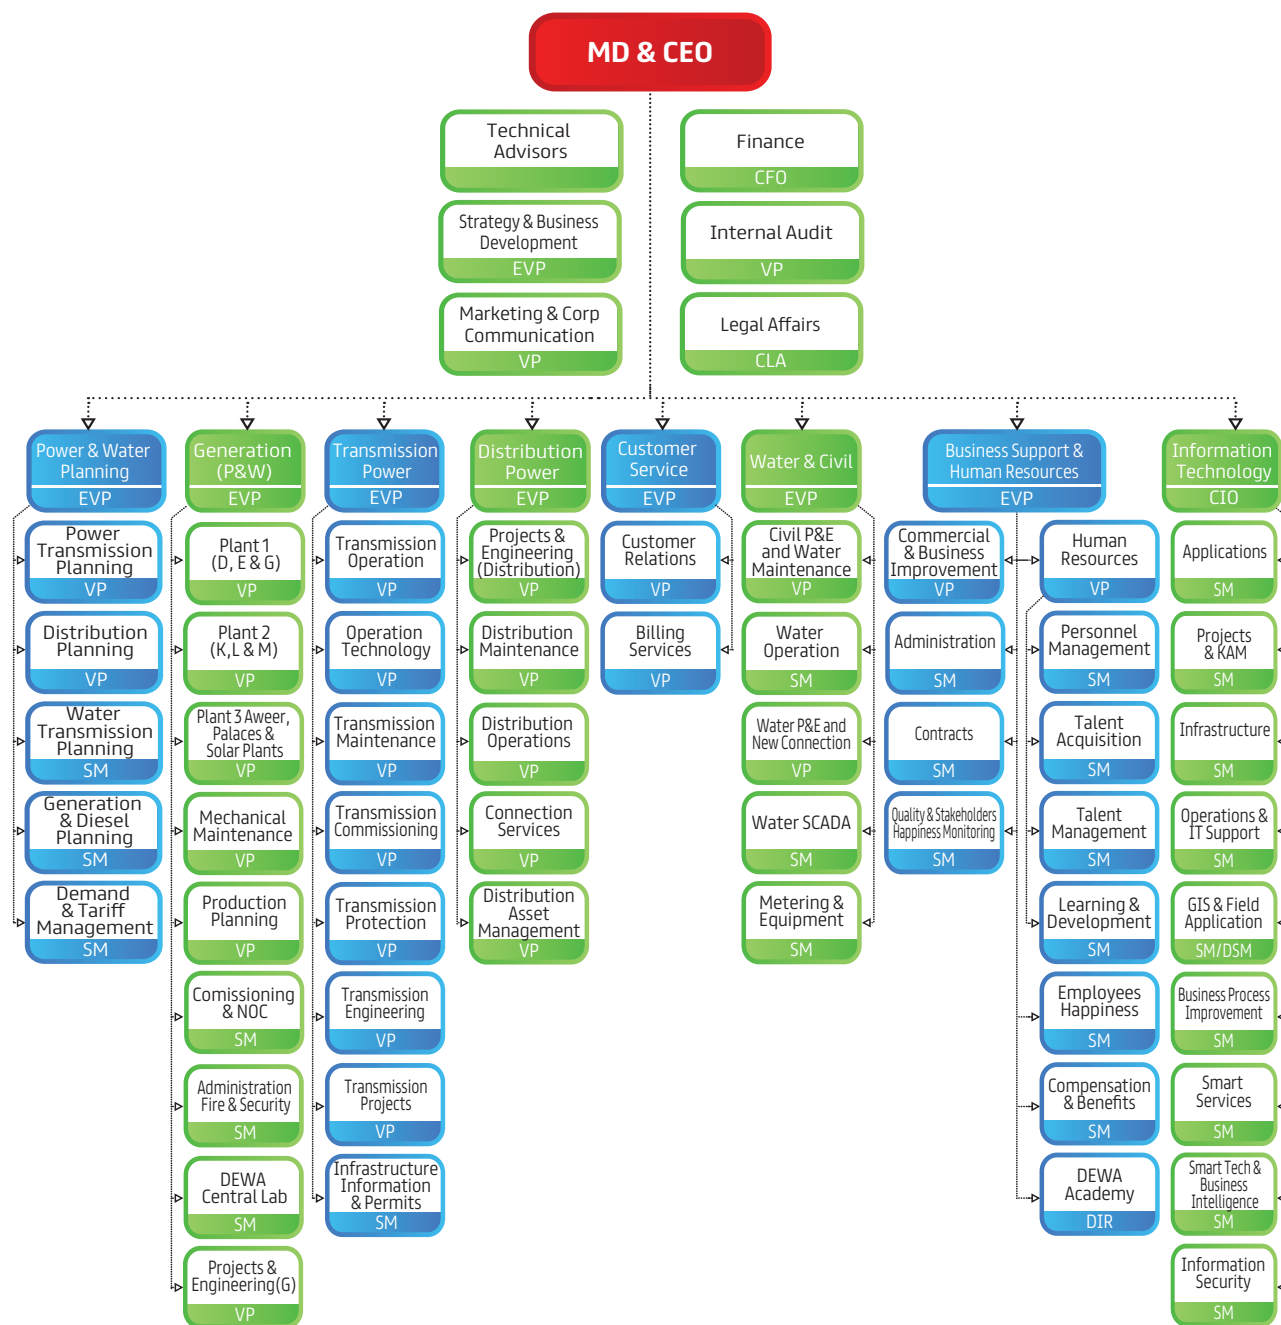 MD & CEO
Technical
Advisors
Finance
CFO
Strategy & Business
Development
EVP
Internal Audit
VP
Marketing & Corp
Communication
VP
Legal Affairs
CLA
Power & Water
Planning
EVP
Power
Transmission
Planning
VP
Distribution
Planning
VP
Water
Transmission
Planning
SM
Generation
& Diesel
Planning
SM
Demand
& Tariff
Management
SM
Generation
(P&W)
EVP
Plant 1
(D, E & G)
VP
Plant 2
(K,L & M)
VP
Plant 3 Aweer,
Palaces &
Solar Plants
VP
Mechanical
Maintenance
VP
Production
Planning
VP
Comissioning
& NOC
SM
Administration
Fire & Security
SM
DEWA
Central Lab
SM
Projects &
Engineering(G)
VP
Transmission
Power
EVP
Transmission
Operation
VP
Operation
Technology
VP
Transmission
Maintenance
VP
Transmission
Commissioning
VP
Transmission
Protection
VP
Transmission
Engineering
VP
Transmission
Projects
VP
Infrastructure
Information
& Permits
SM
Distribution
Power
EVP
Projects &
Engineering
(Distribution)
VP
Distribution
Maintenance
VP
Distribution
Operations
VP
Connection
Services
VP
Distribution
Asset
Management
VP
Customer
Service
EVP
Customer
Relations
VP
Billing
Services
VP
Water & Civil
EVP
Civil P&E
and Water
Maintenance
VP
Water
Operation
SM
Water P&E and
New Connection
VP
Water SCADA
SM
Metering &
Equipment
SM
Business Support &
Human Resources
EVP
Commercial
& Business
Improvement
VP
Administration
SM
Contracts
SM
Quality & Stakeholders
Happiness Monitoring
SM
Human
Resources
VP
Personnel
Management
SM
Talent
Acquisition
SM
Talent
Management
SM
Learning &
Development
SM
Employees
Happiness
SM
Compensation
& Benefits
SM
DEWA
Academy
DIR
Information
Technology
CIO
Applications
SM
Projects
& KAM
SM
Infrastructure
SM
Operations &
IT Support
SM
GIS & Field
Application
SM/DSM
Business Process
Improvement
SM
Smart
Services
SM
Smart Tech &
Business
Intelligence
SM
Information
Security
SM